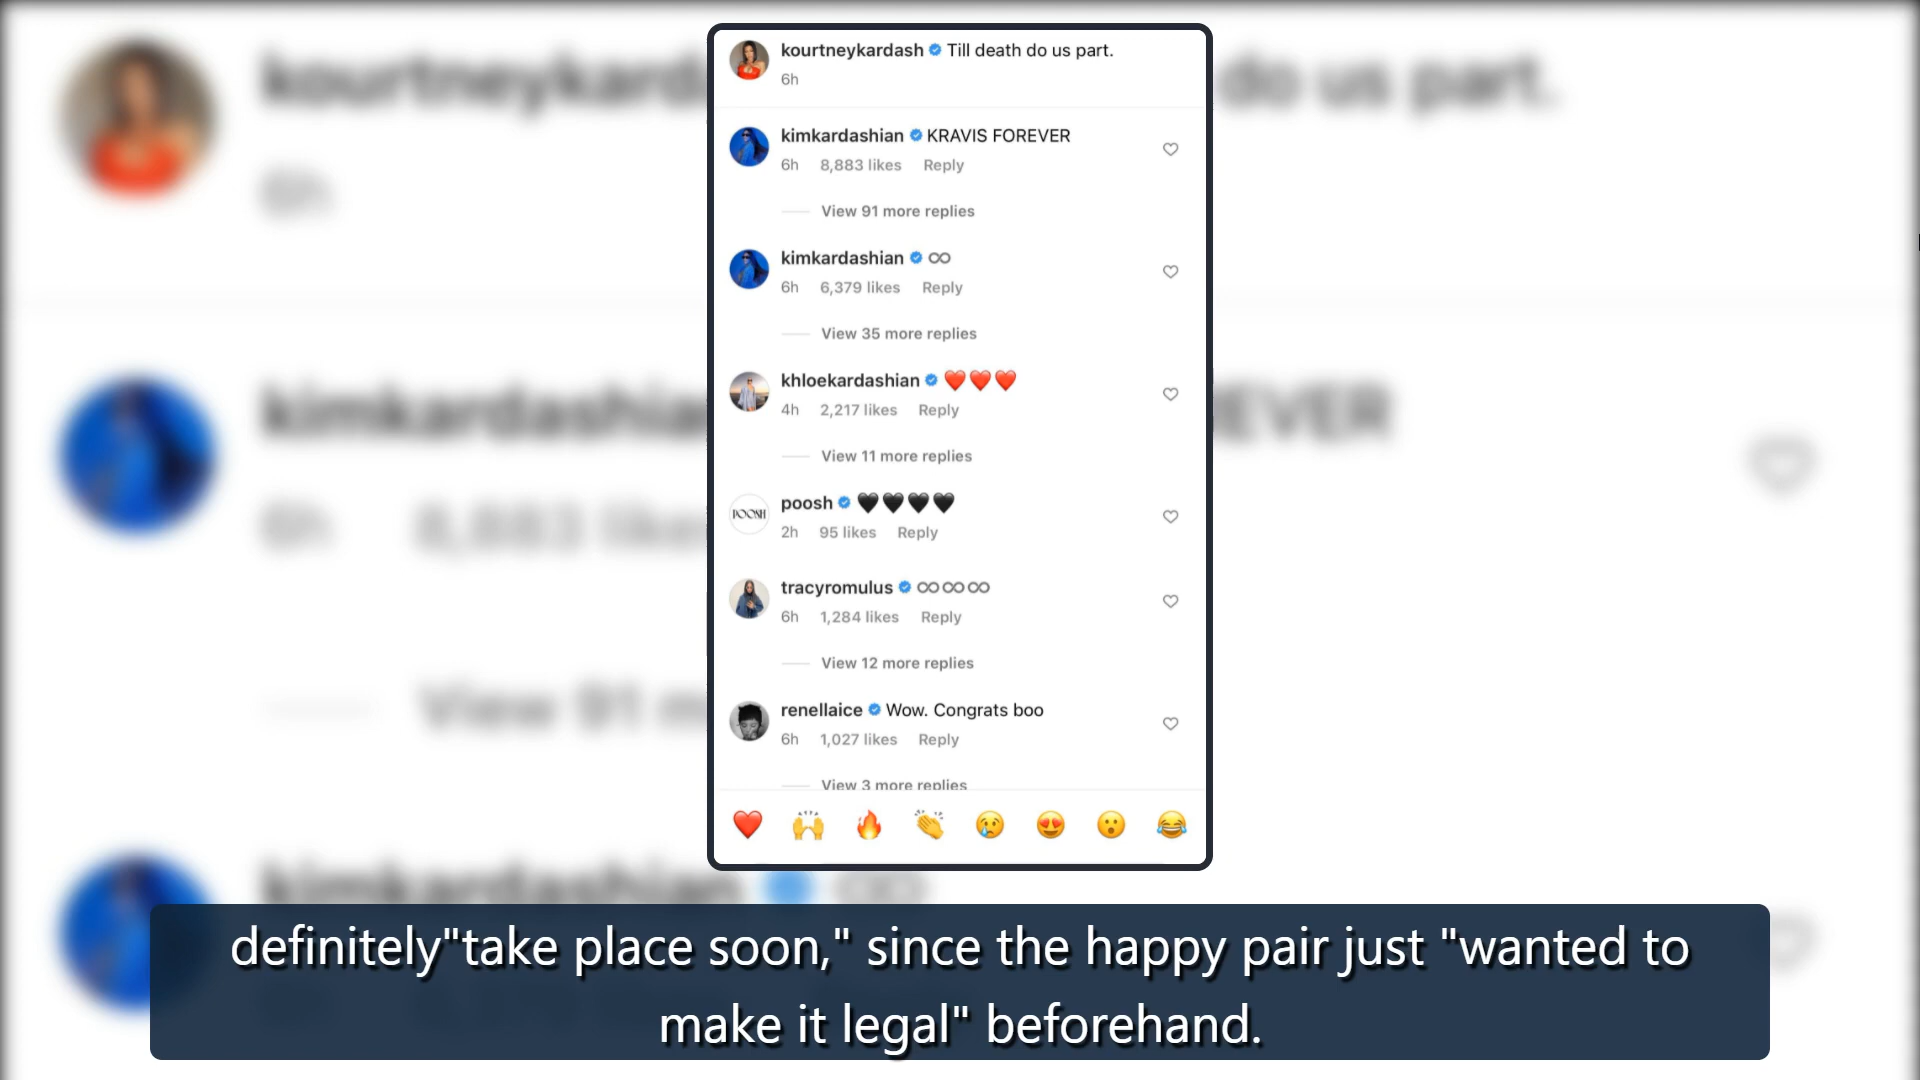 kourtneykardash Till death do us part.
6h
kimkardashian KRAVIS FOREVER
6h 8,883 likes Reply
View 91 more replies
kimkardashian ∞
6h 6,379 likes Reply
View 35 more replies
khloekardashian ❤️❤️❤️
4h 2,217 likes Reply
View 11 more replies
POOSH
poosh 🖤🖤🖤🖤
2h 95 likes Reply
tracyromulus ∞∞∞
6h 1,284 likes Reply
View 12 more replies
renellaice Wow. Congrats boo
6h 1,027 likes Reply
View 3 more replies
definitely"take place soon," since the happy pair just "wanted to
make it legal" beforehand.